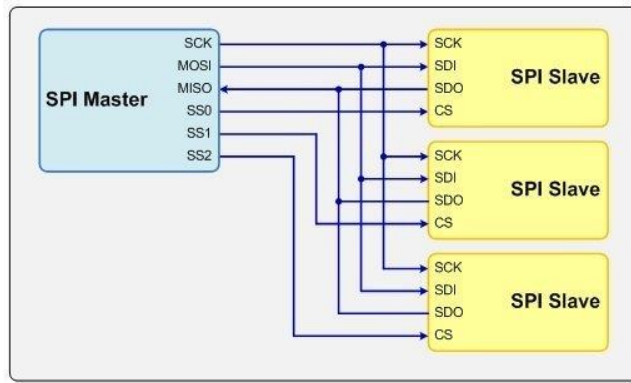 SPI Master
SCK
MOSI
MISO
SS0
SS1
SS2
SCK
SDI
SDO
CS
SPI Slave
SCK
SDI
SDO
CS
SPI Slave
SCK
SDI
SDO
CS
SPI Slave